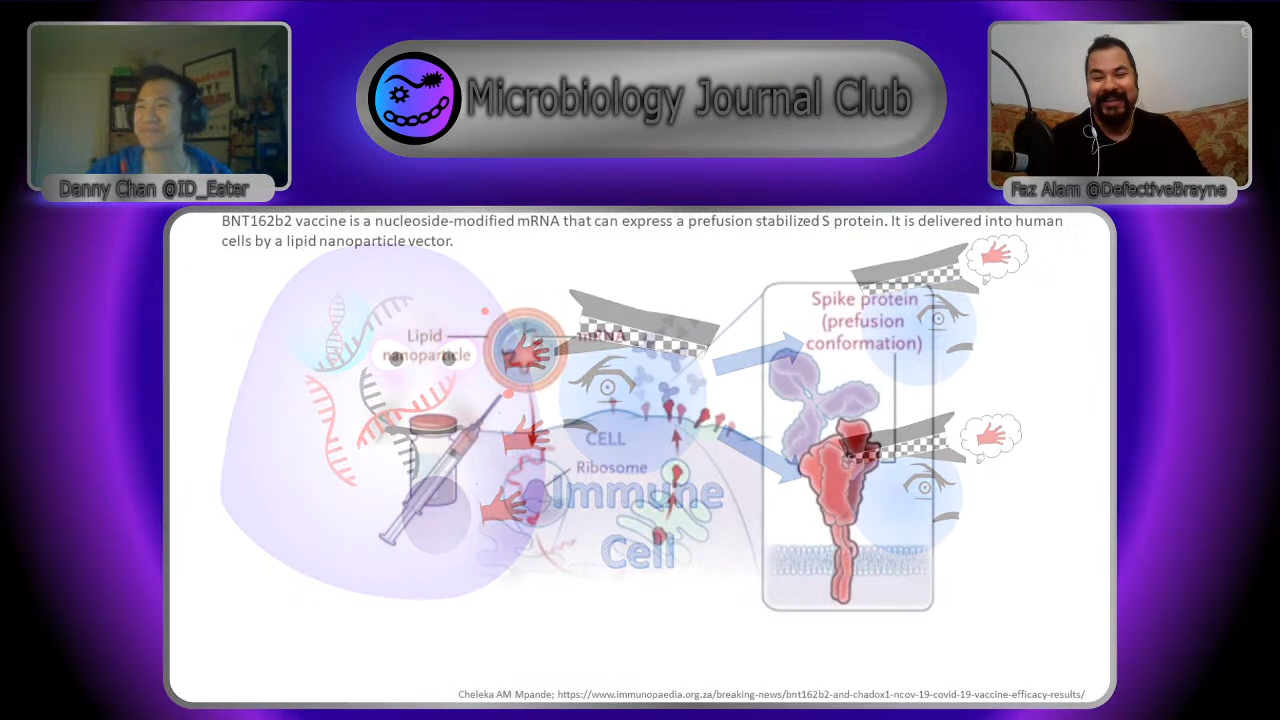 Microbiology Journal Club
Danny Chan @ID_Eater
Faz Alam @DefectiveBrayne
BNT162b2 vaccine is a nucleoside-modified mRNA that can express a prefusion stabilized S protein. It is delivered into human
cells by a lipid nanoparticle vector.
Lipid
nanoparticle
mRNA
Spike protein
(prefusion
conformation)
CELL
Ribosome
Immune
Cell
Cheleka AM Mpande; https://www.immunopaedia.org.za/breaking-news/bnt162b2-and-chadox1-ncov-19-covid-19-vaccine-efficacy-results/